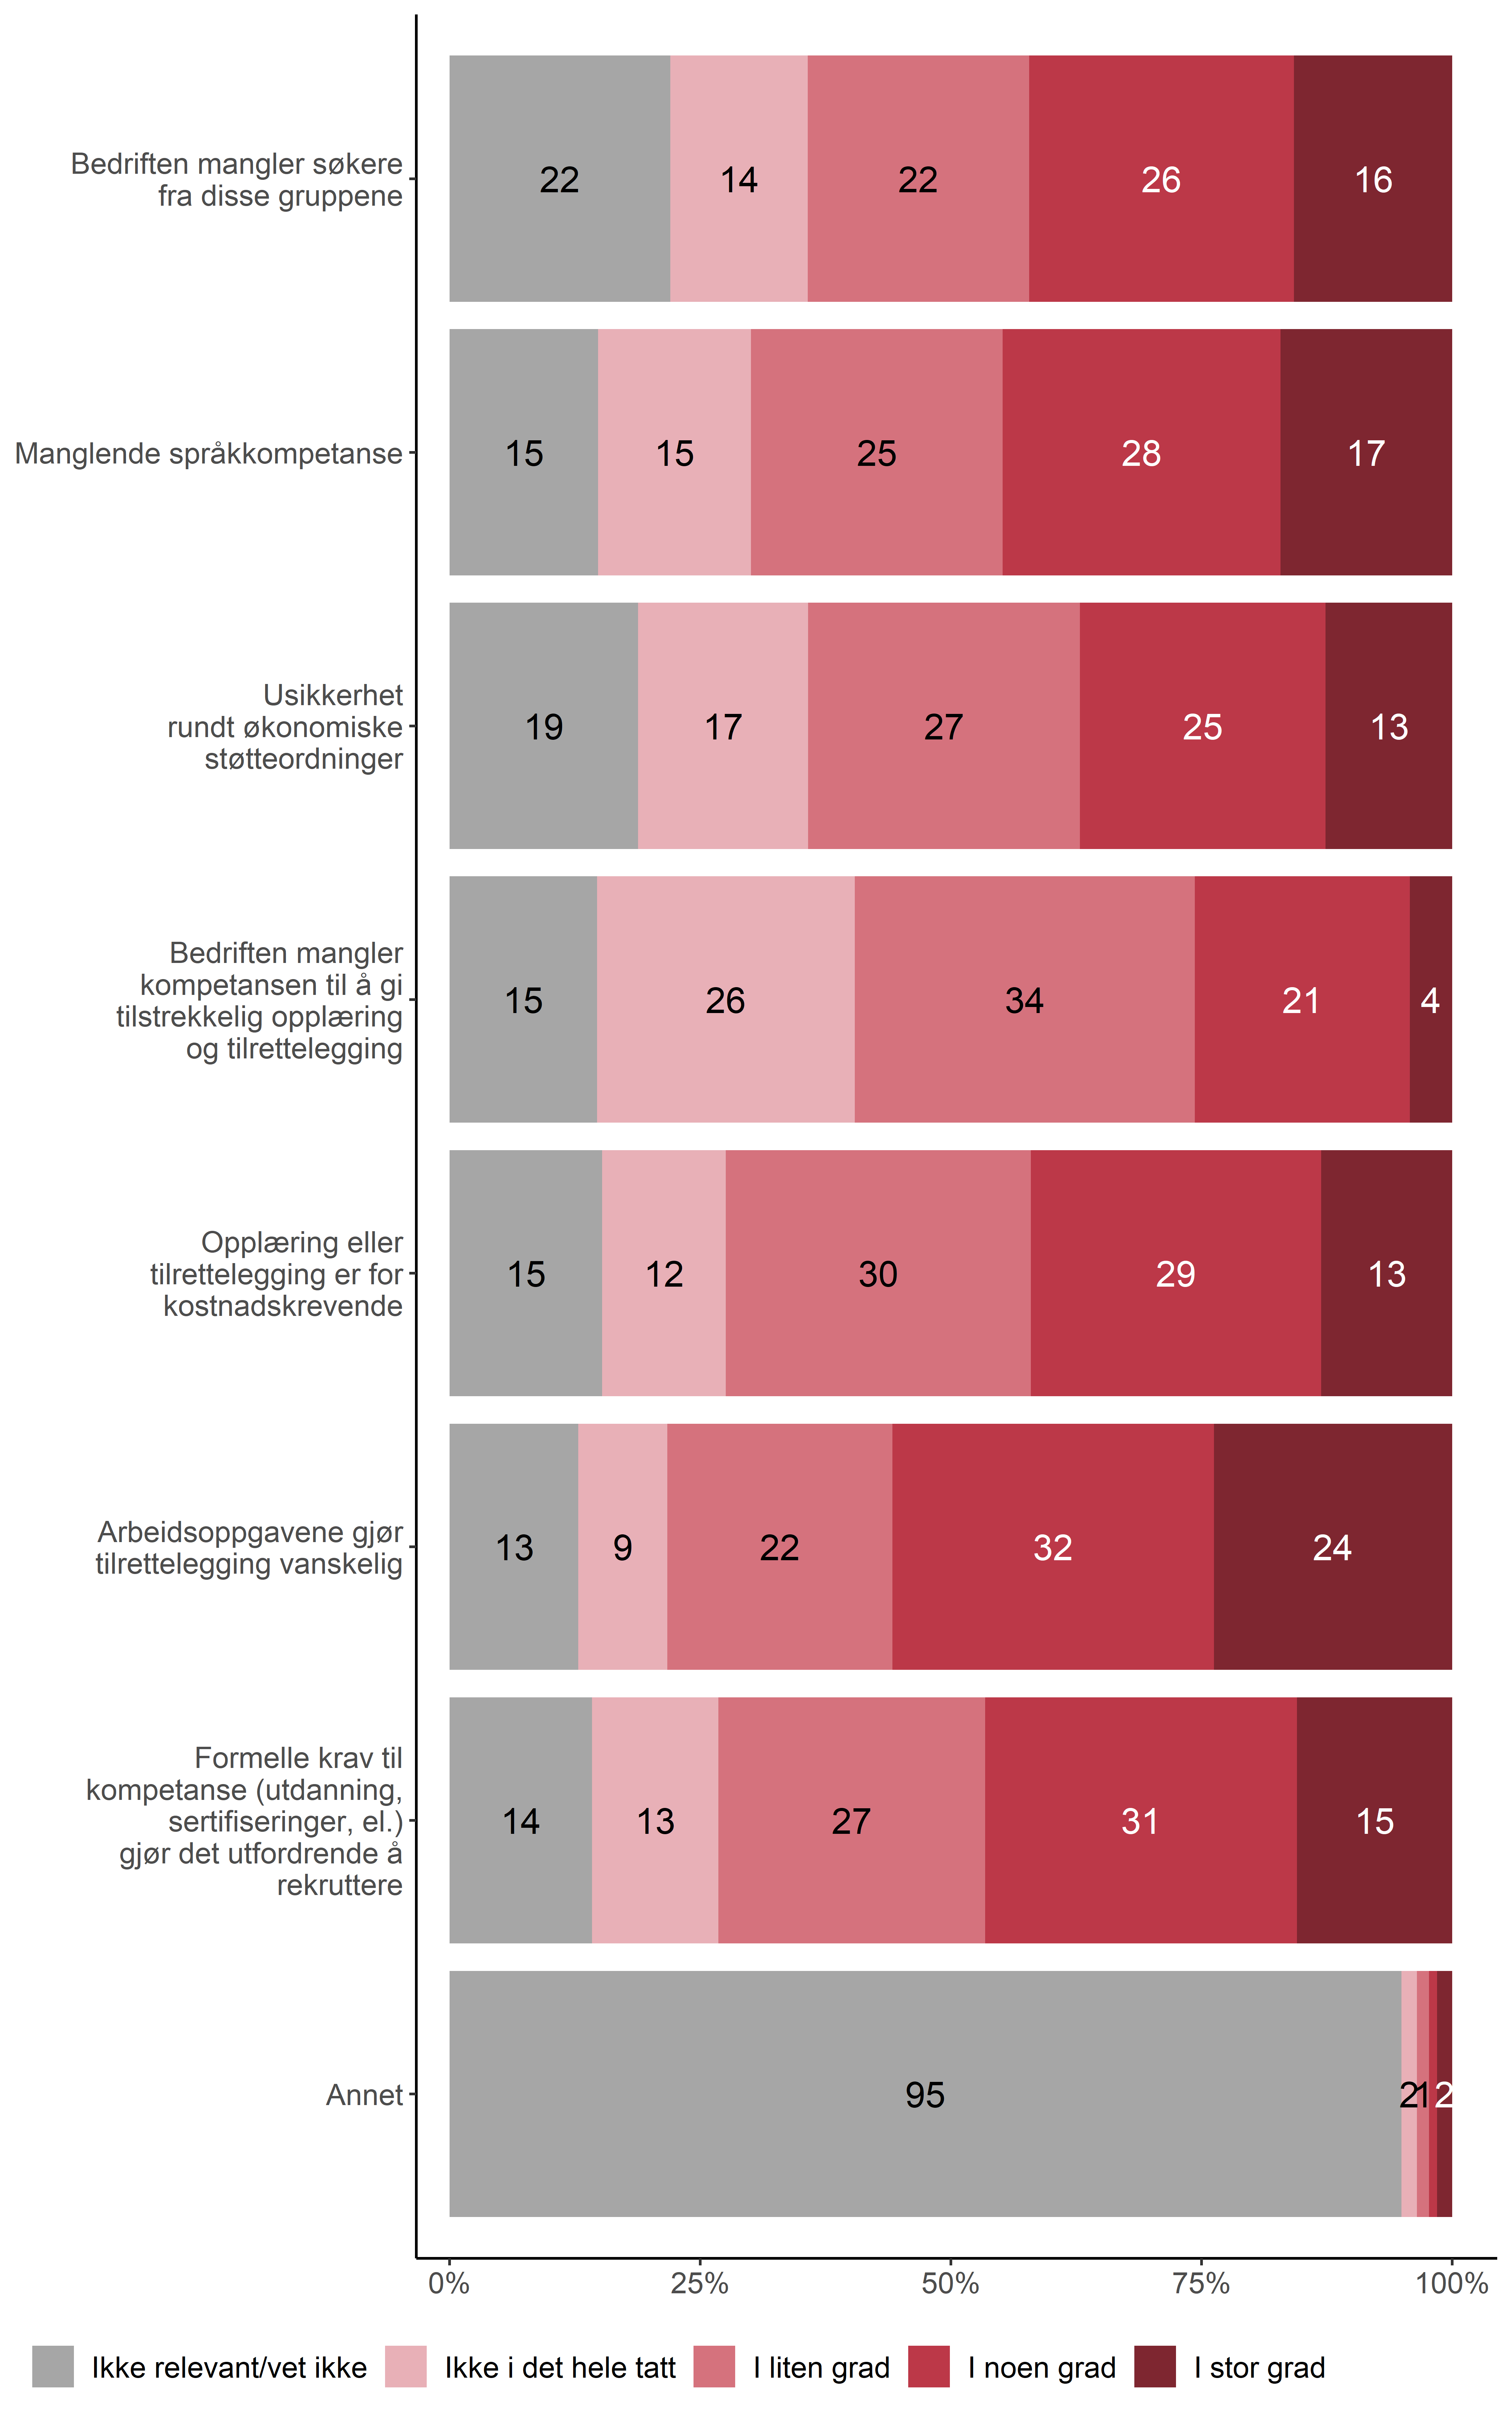 Bedriften mangler søkere
fra disse gruppene
22 14 22 26 16
Manglende språkkompetanse
15 15 25 28 17
Usikkerhet
rundt økonomiske
støtteordninger
19 17 27 25 13
Bedriften mangler
kompetansen til å gi
tilstrekkelig opplæring
og tilrettelegging
15 26 34 21 4
Opplæring eller
tilrettelegging er for
kostnadskrevende
15 12 30 29 13
Arbeidsoppgavene gjør
tilrettelegging vanskelig
13 9 22 32 24
Formelle krav til
kompetanse (utdanning,
sertifiseringer, el.)
gjør det utfordrende å
rekruttere
14 13 27 31 15
Annet
95 2 1 2
0% 25% 50% 75% 100%
Ikke relevant/vet ikke Ikke i det hele tatt I liten grad I noen grad I stor grad